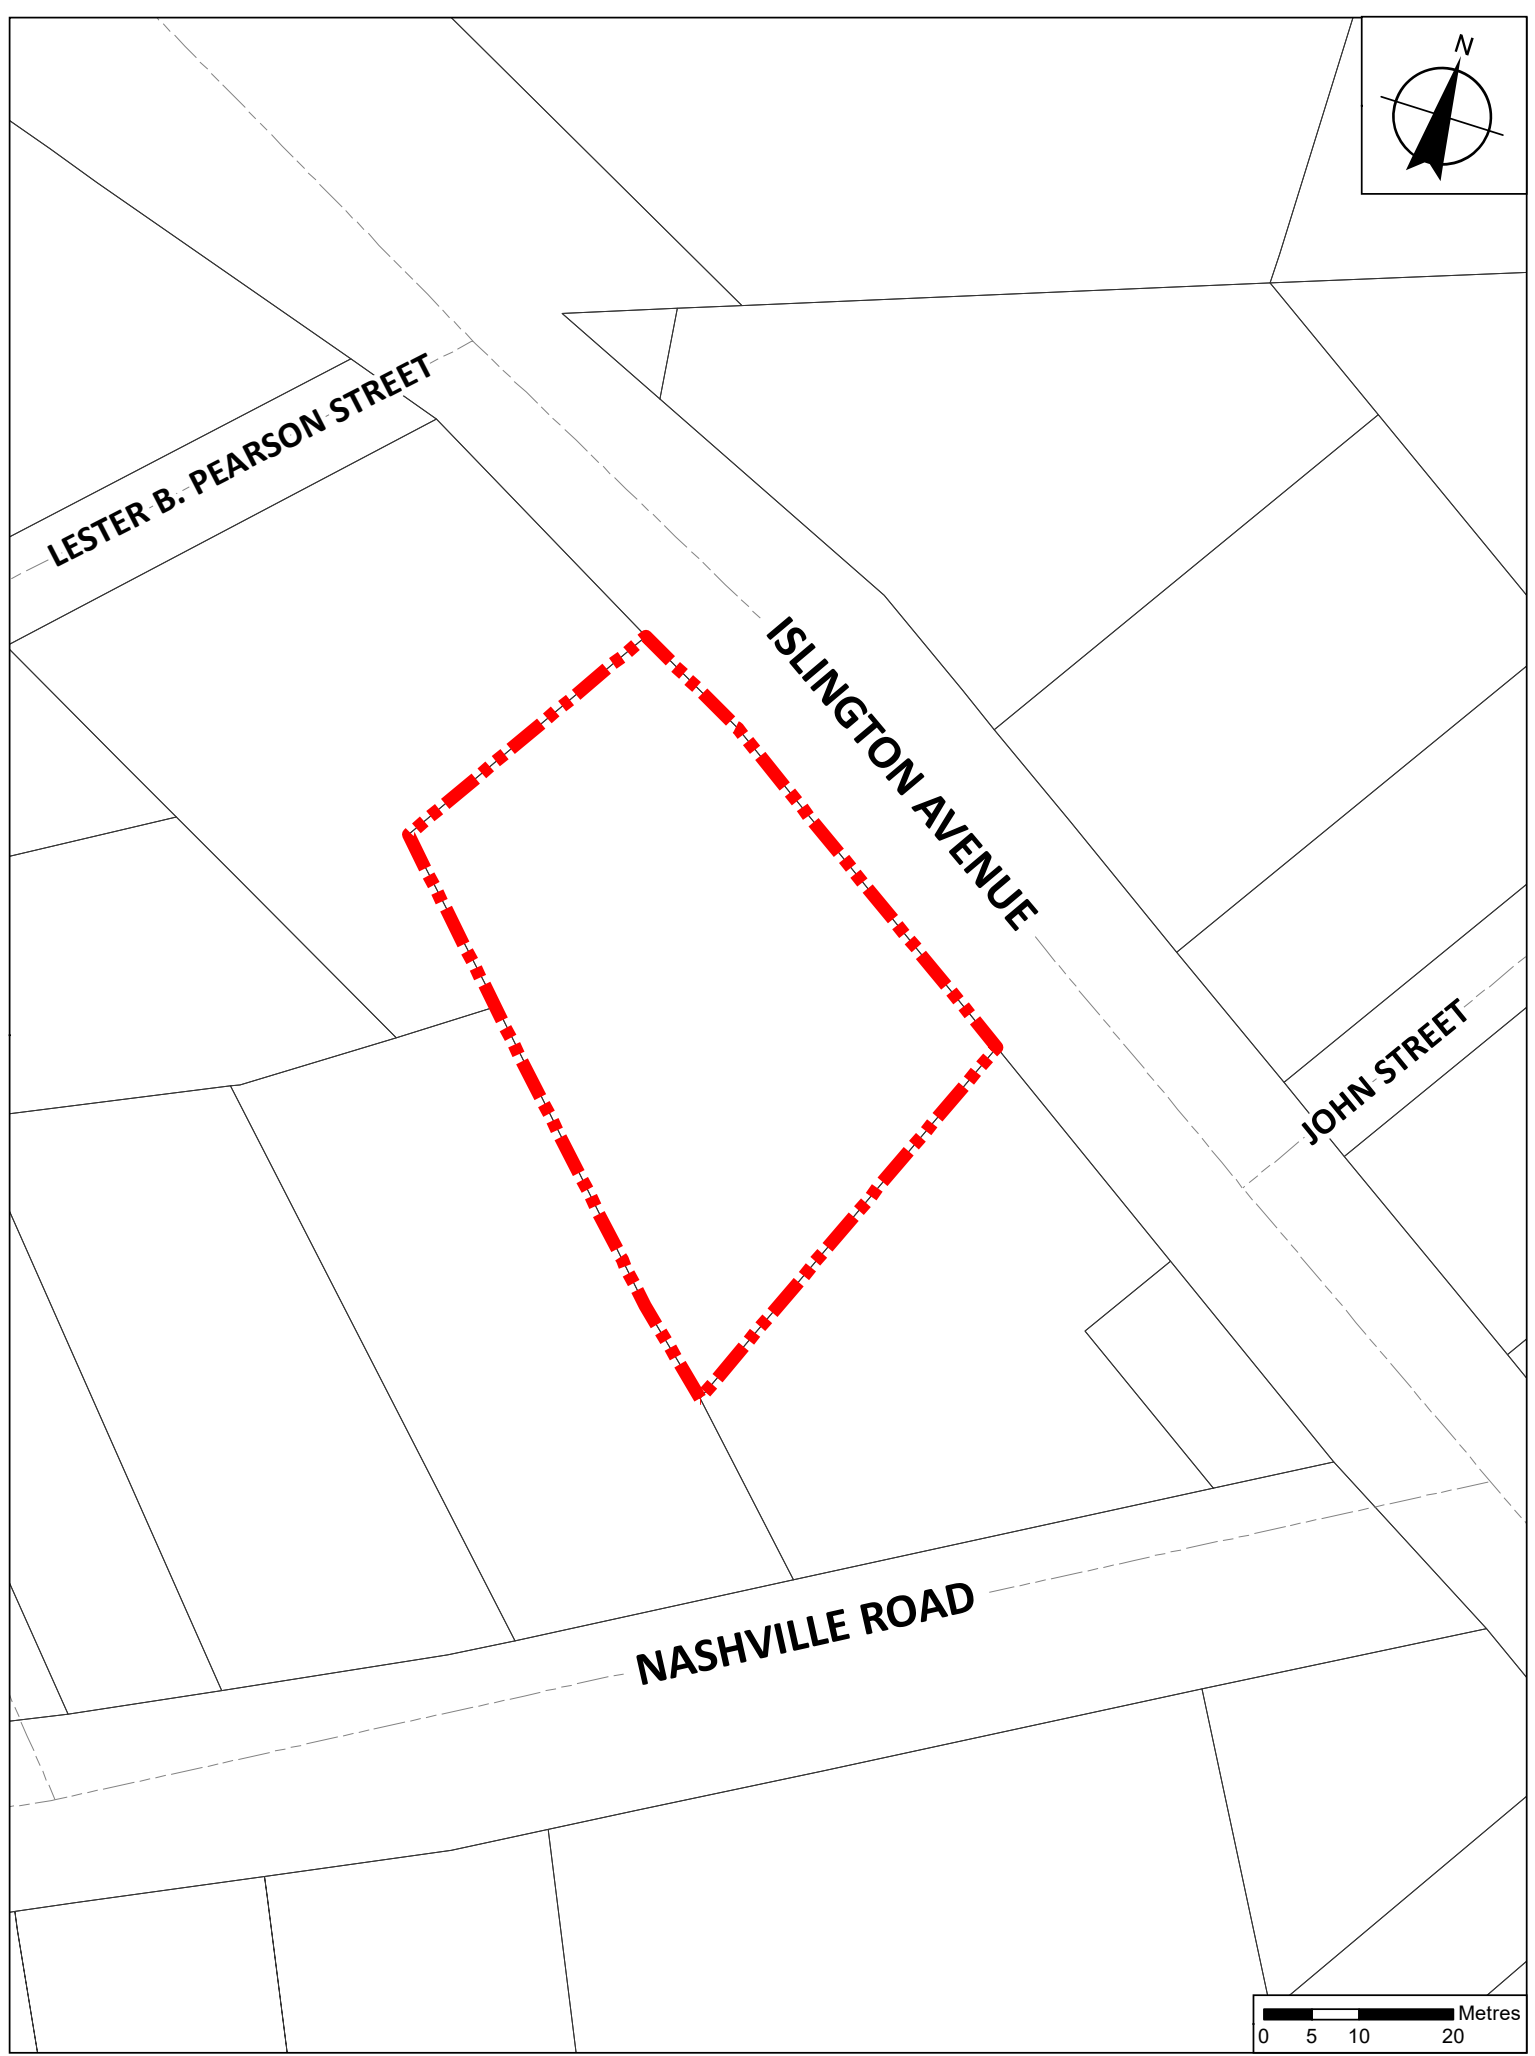 N
LESTER B. PEARSON STREET
ISLINGTON AVENUE
JOHN STREET
NASHVILLE ROAD
Metres
0 5 10 20